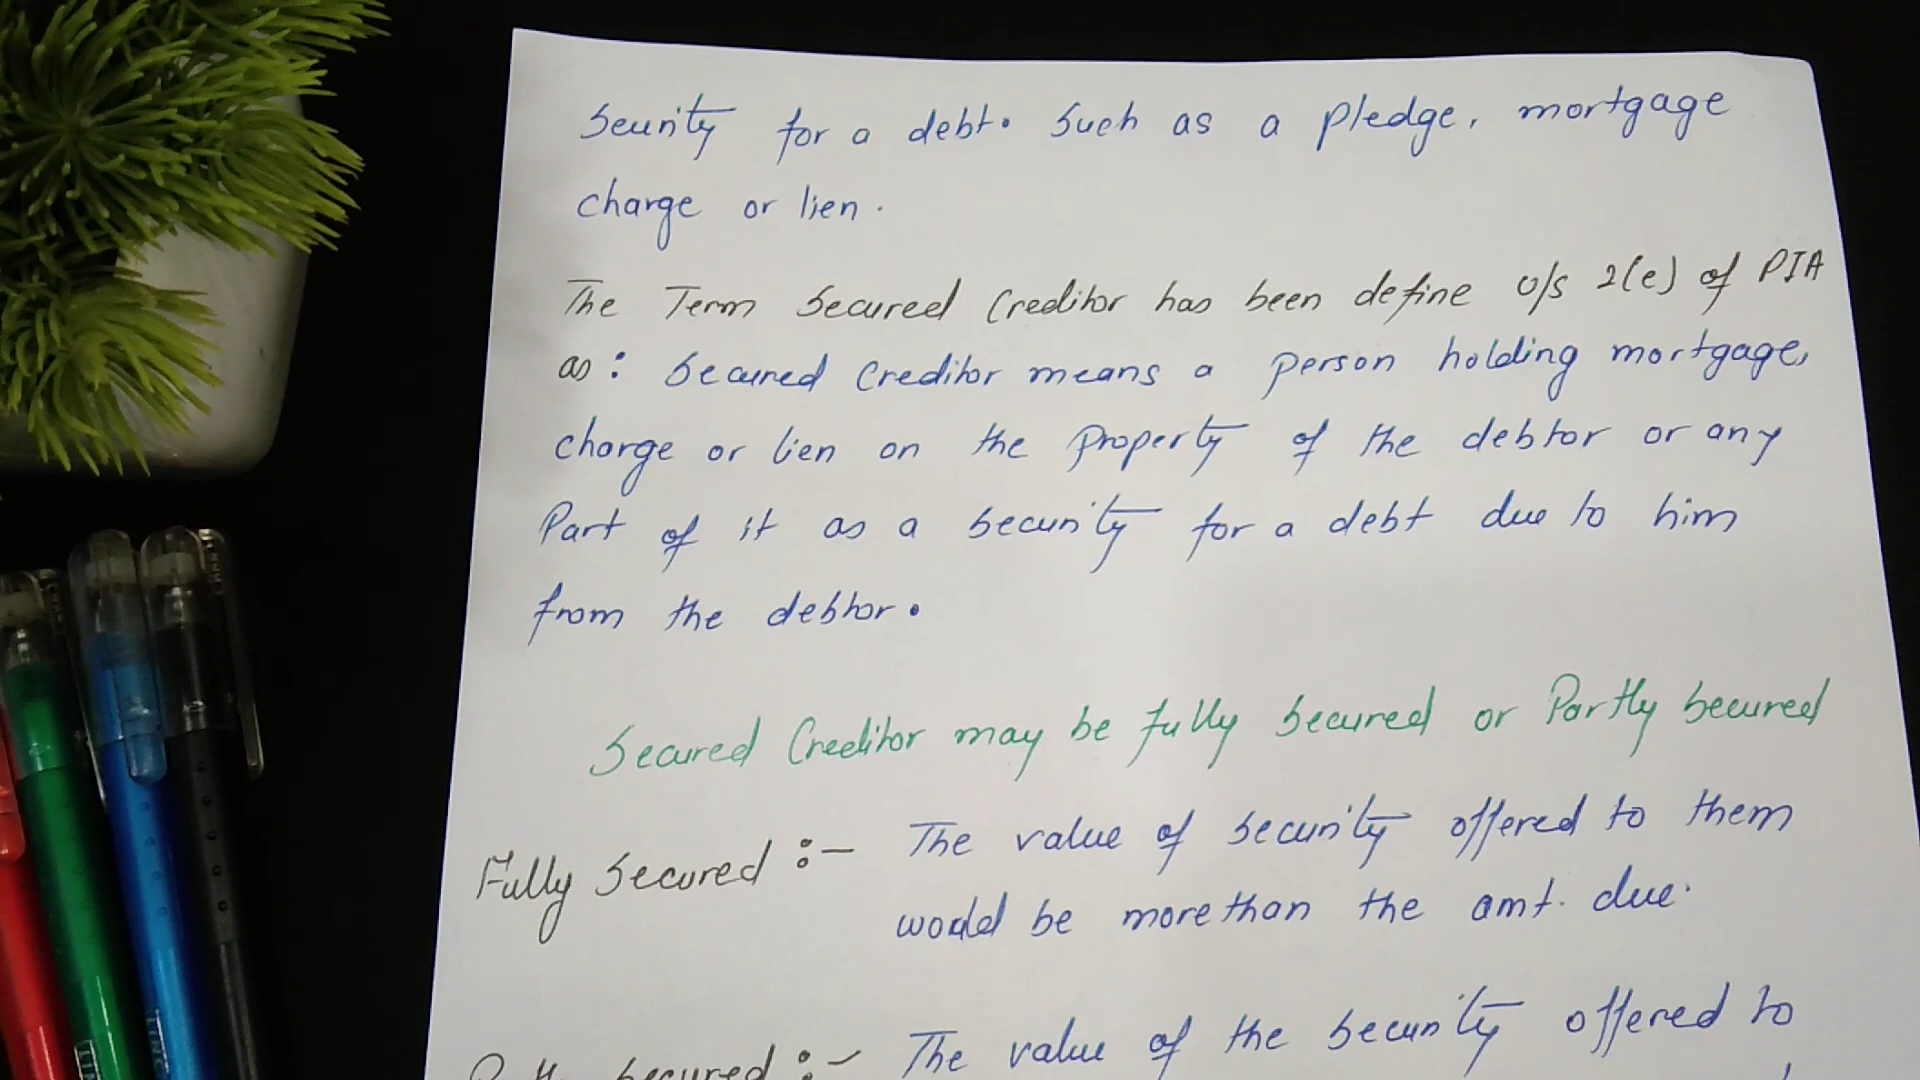 Seurity for a debt. Such as a Pledge, mortgage
charge or lien.
The Term Secured Creditor has been define u/s 2(e) of PIA
as: Secured Creditor means a person holding mortgage,
charge or lien on the Property of the debtor or any
Part of it as a Security for a debt due to him
from the debtor.
Secured Creditor may be fully Secured or Partly Secured
Fully Secured :- The value of Security offered to them
would be more than the amt. due.
Secured :- The value of the Security offered to